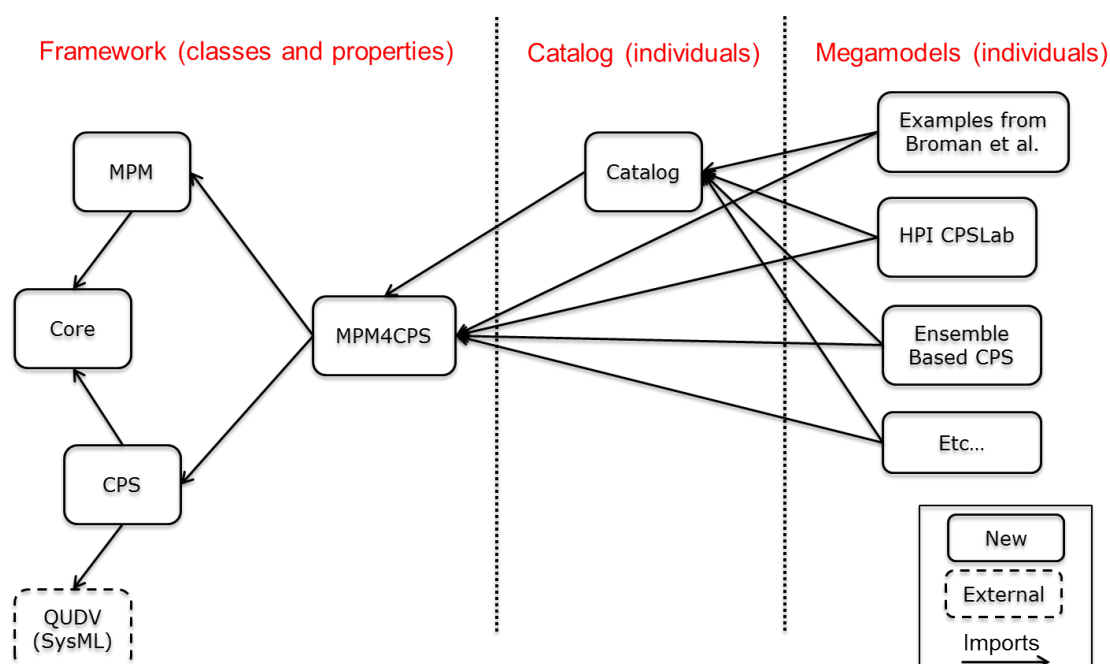 Framework (classes and properties)
Catalog (individuals)
Megamodels (individuals)
Examples from
Broman et al.
MPM
Catalog
HPI CPSLab
Core
MPM4CPS
Ensemble
Based CPS
Etc...
CPS
New
External
QUDV
(SysML)
Imports